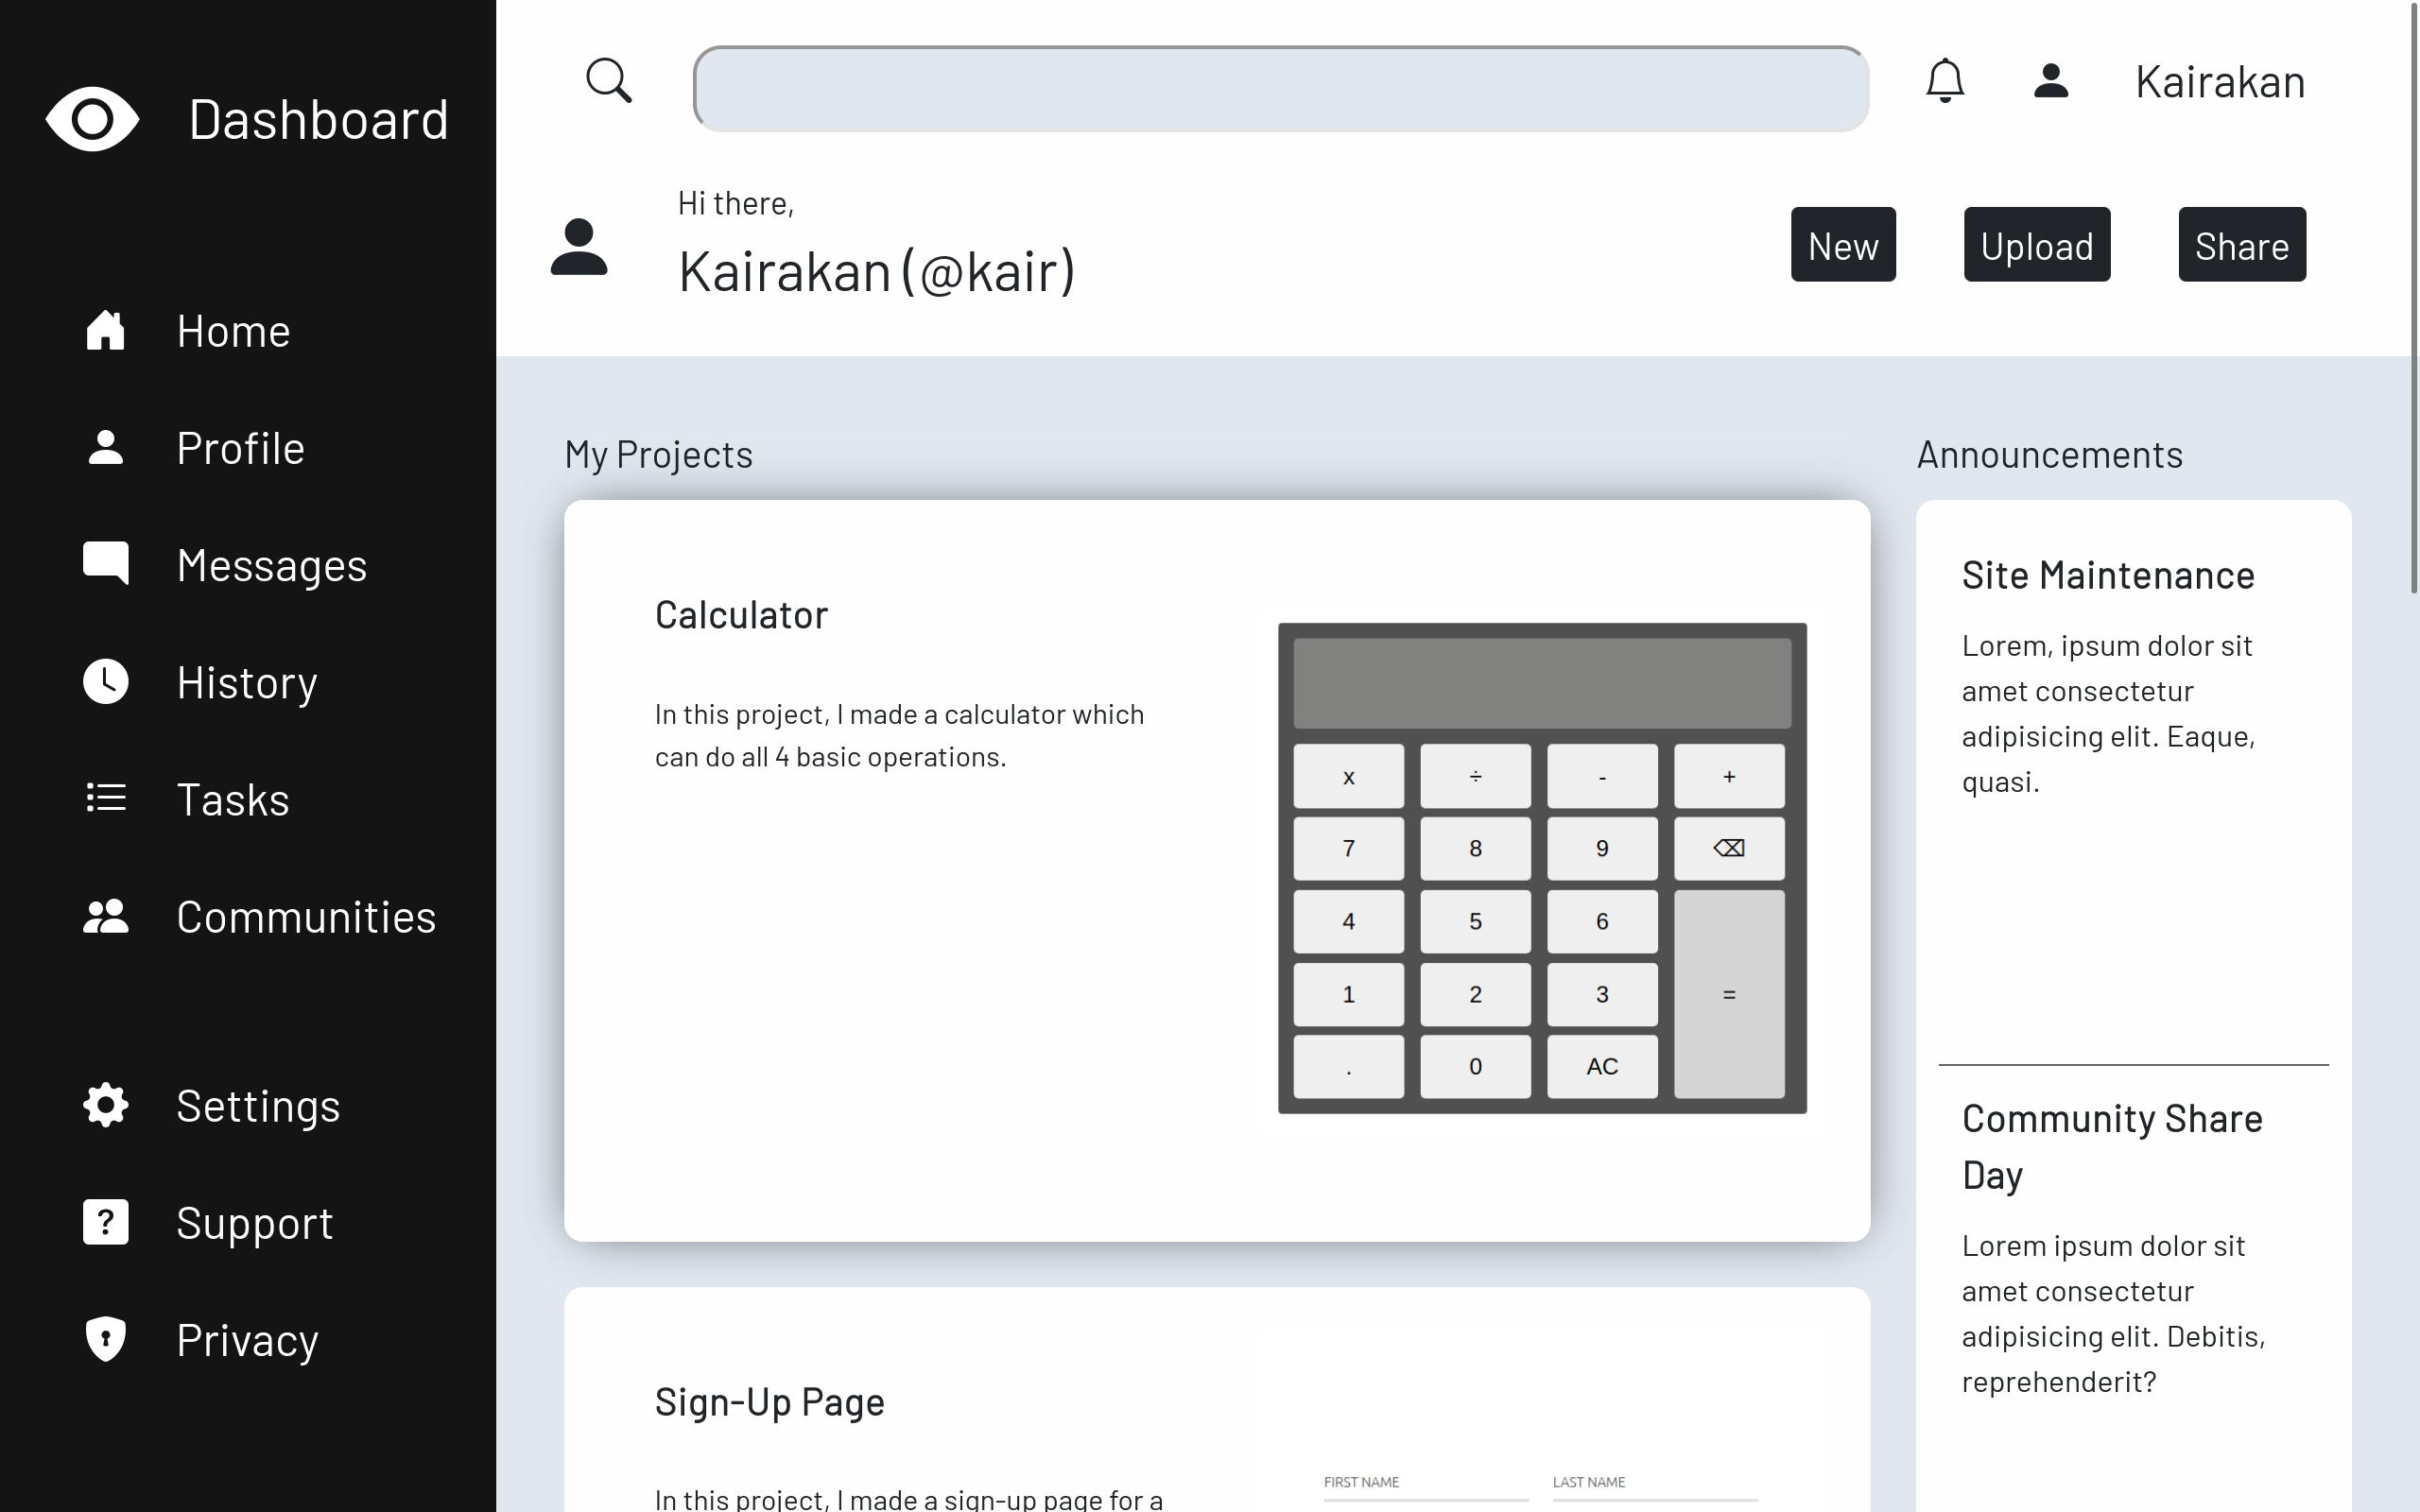 Dashboard
Home
Profile
Messages
History
Tasks
Communities
Settings
Support
Privacy
Kairakan
Hi there,
Kairakan (@kair)
New
Upload
Share
My Projects
Calculator
In this project, I made a calculator which
can do all 4 basic operations.
x ÷ - +
7 8 9 ⌫
4 5 6
1 2 3 =
. 0 AC
Sign-Up Page
In this project, I made a sign-up page for a
FIRST NAME LAST NAME
Announcements
Site Maintenance
Lorem, ipsum dolor sit
amet consectetur
adipisicing elit. Eaque,
quasi.
Community Share
Day
Lorem ipsum dolor sit
amet consectetur
adipisicing elit. Debitis,
reprehenderit?